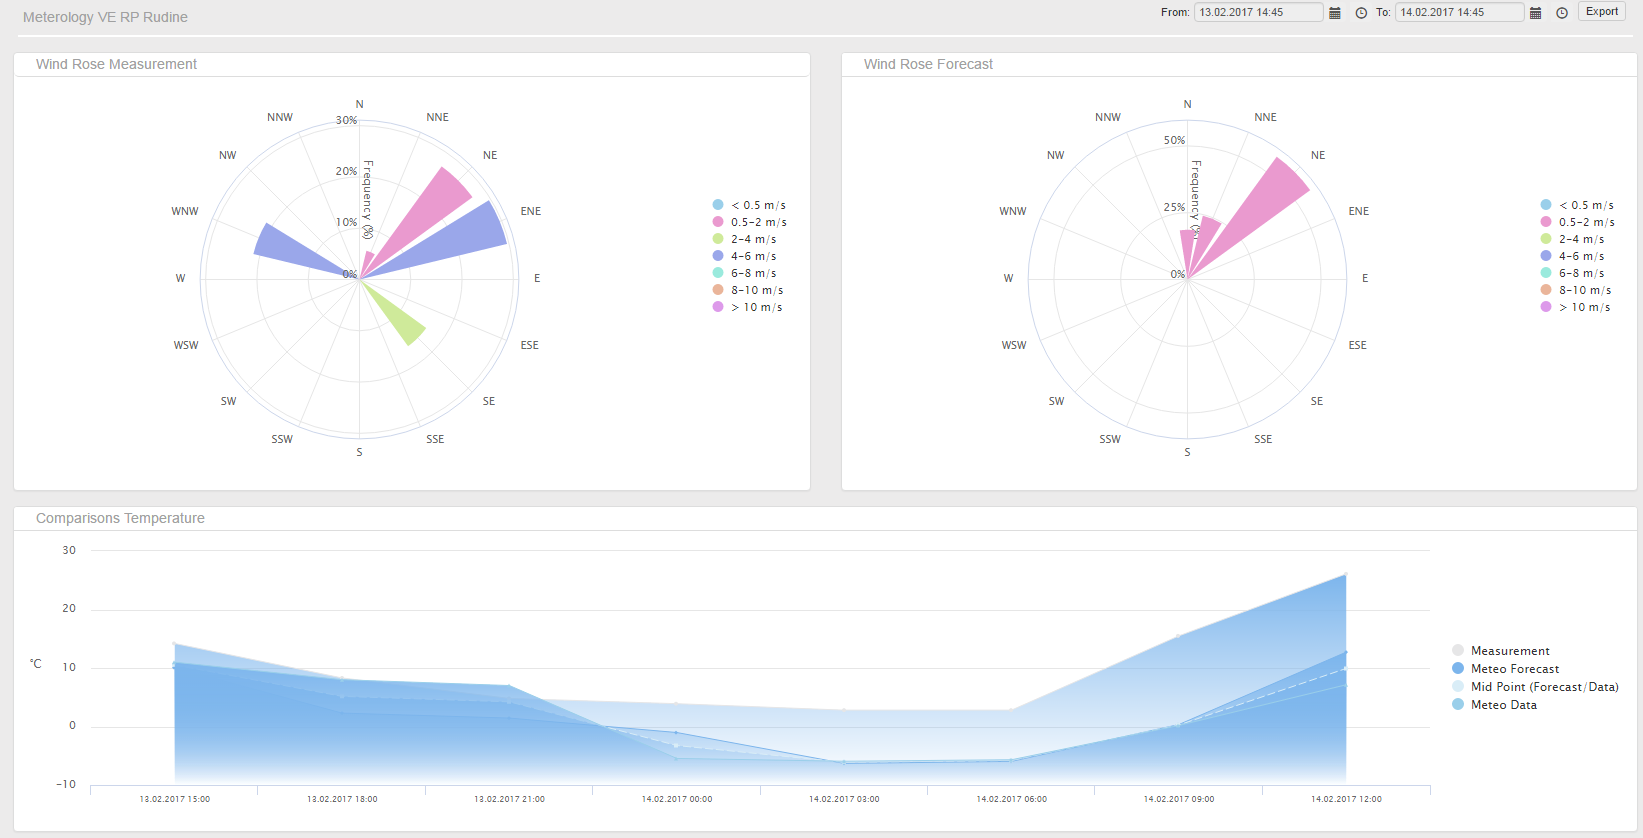 Meterology VE RP Rudine
From: 13.02.2017 14:45 To: 14.02.2017 14:45 Export
Wind Rose Measurement
N
NNE
NE
ENE
E
ESE
SE
SSE
S
SSW
SW
WSW
W
WNW
NW
NNW
30%
20%
10%
0%
Frequency (%)
< 0.5 m/s
0.5-2 m/s
2-4 m/s
4-6 m/s
6-8 m/s
8-10 m/s
> 10 m/s
Wind Rose Forecast
N
NNE
NE
ENE
E
ESE
SE
SSE
S
SSW
SW
WSW
W
WNW
NW
NNW
50%
25%
0%
Frequency (%)
< 0.5 m/s
0.5-2 m/s
2-4 m/s
4-6 m/s
6-8 m/s
8-10 m/s
> 10 m/s
Comparisons Temperature
°C
30
20
10
0
-10
13.02.2017 15:00
13.02.2017 18:00
13.02.2017 21:00
14.02.2017 00:00
14.02.2017 03:00
14.02.2017 06:00
14.02.2017 09:00
14.02.2017 12:00
Measurement
Meteo Forecast
Mid Point (Forecast/Data)
Meteo Data